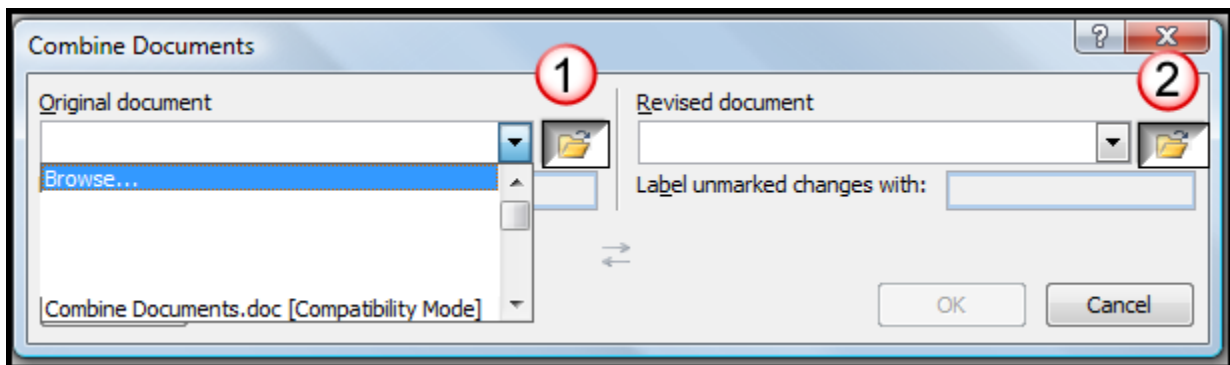 Combine Documents
?
X
1
2
Original document
Revised document
Browse...
Label unmarked changes with:
Combine Documents.doc [Compatibility Mode]
OK
Cancel